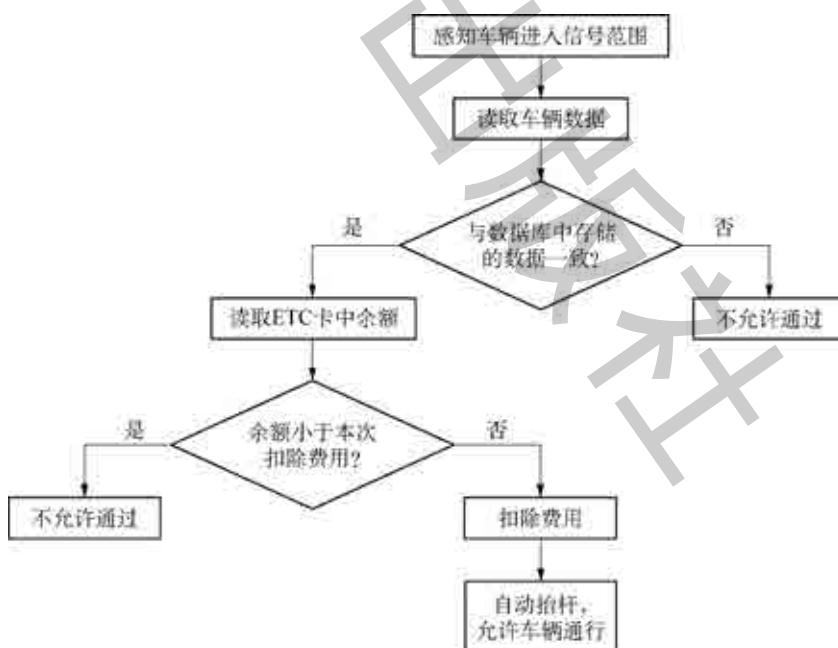 感知车辆进入信号范围
读取车辆数据
与数据库中存储
的数据一致?
是
否
读取ETC卡中余额
不允许通过
余额小于本次
扣除费用?
是
否
不允许通过
扣除费用
自动抬杆,
允许车辆通行
出版社